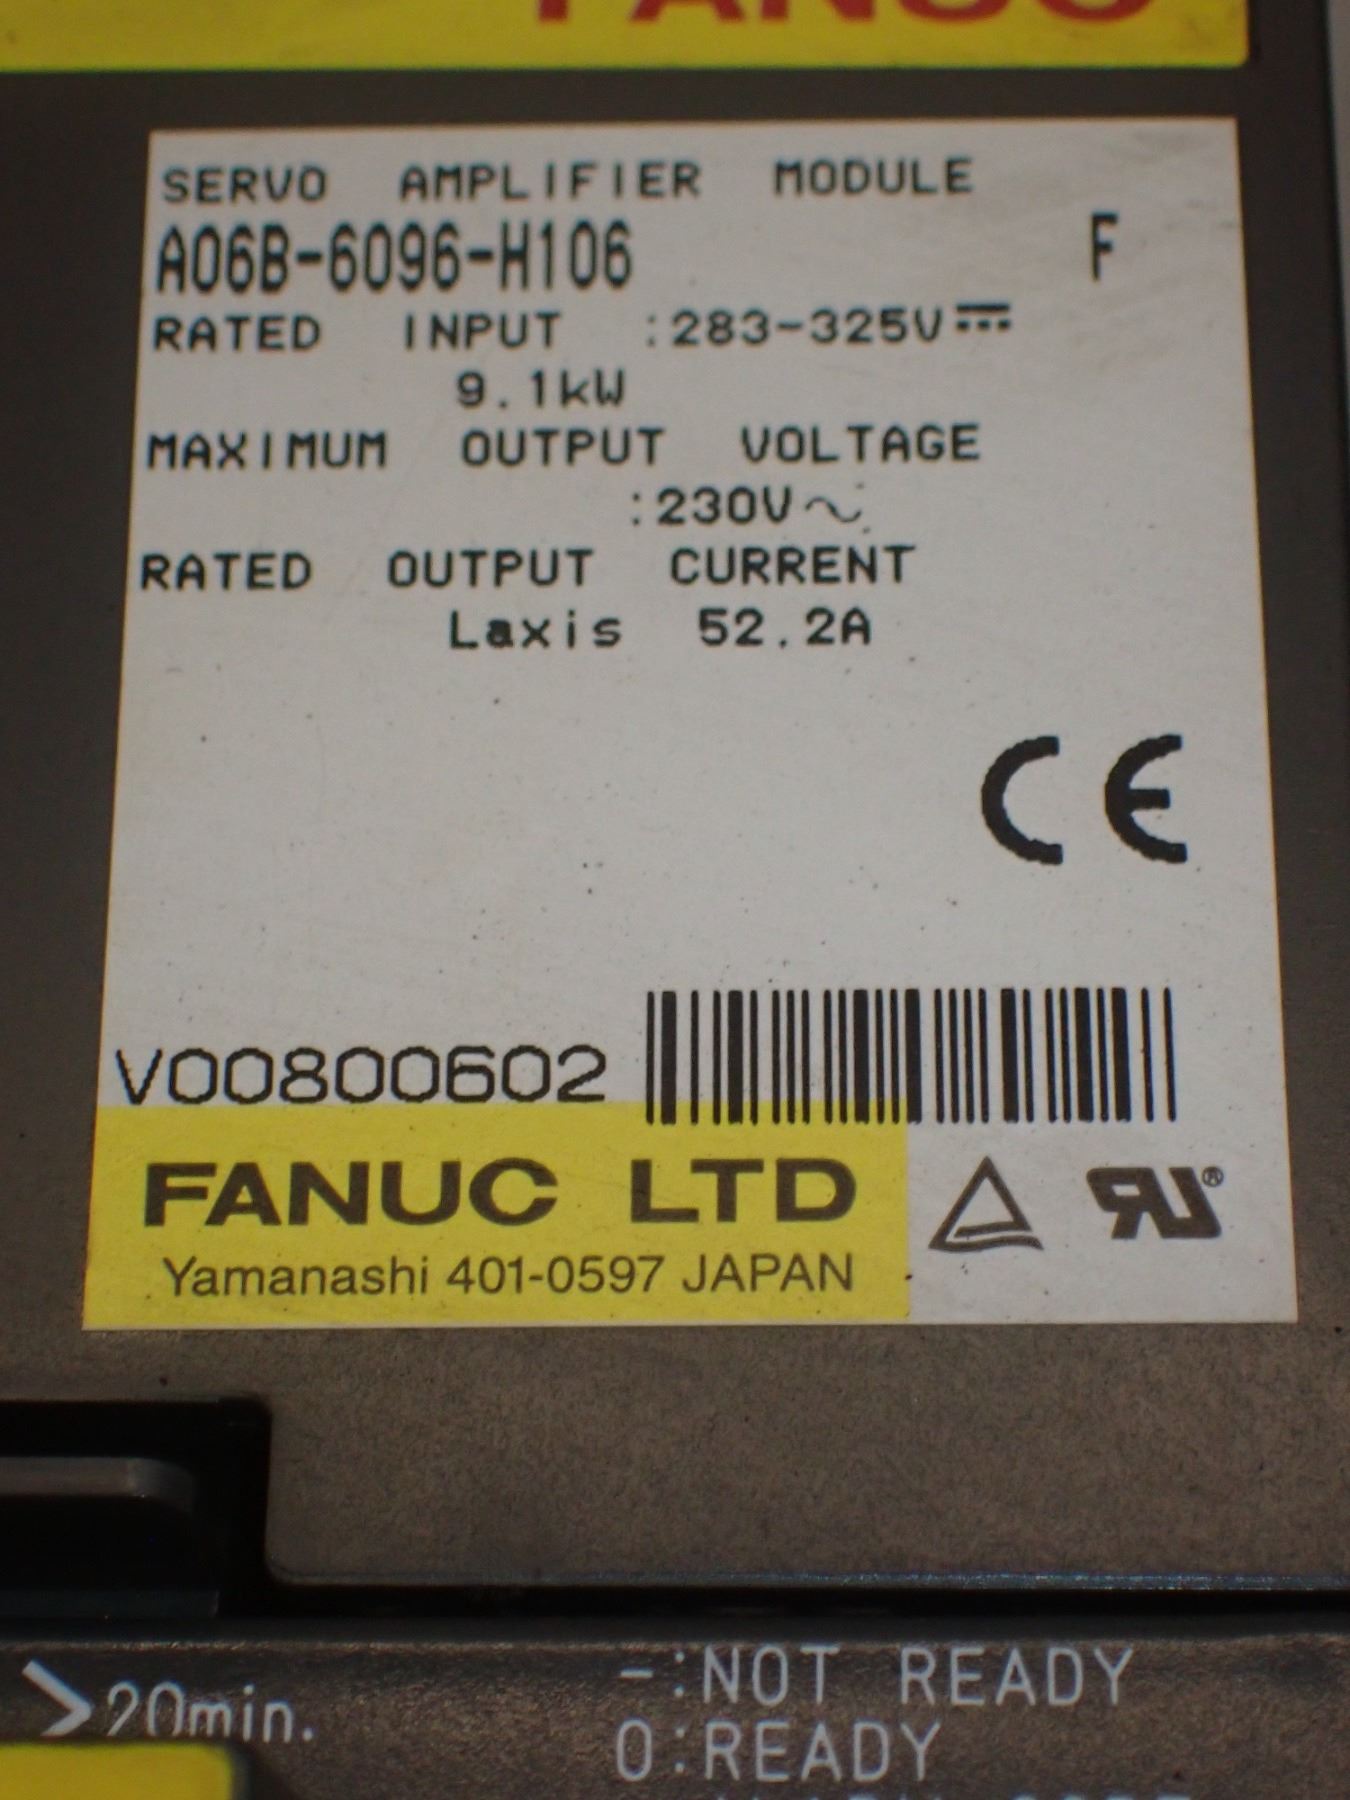 FANUC
SERVO AMPLIFIER MODULE
A06B-6096-H106 F
RATED INPUT :283-325V⎓
9.1kW
MAXIMUM OUTPUT VOLTAGE
:230V~
RATED OUTPUT CURRENT
Laxis 52.2A
CE
V00800602
FANUC LTD
Yamanashi 401-0597 JAPAN
>20min.
-:NOT READY
0:READY